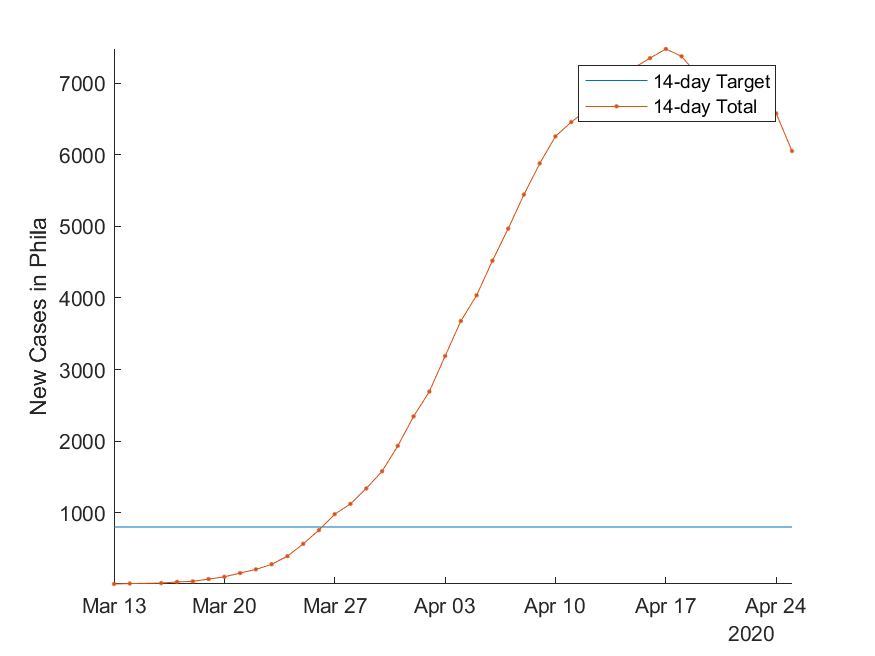 New Cases in Phila
7000
6000
5000
4000
3000
2000
1000
14-day Target
14-day Total
Mar 13
Mar 20
Mar 27
Apr 03
Apr 10
Apr 17
Apr 24
2020